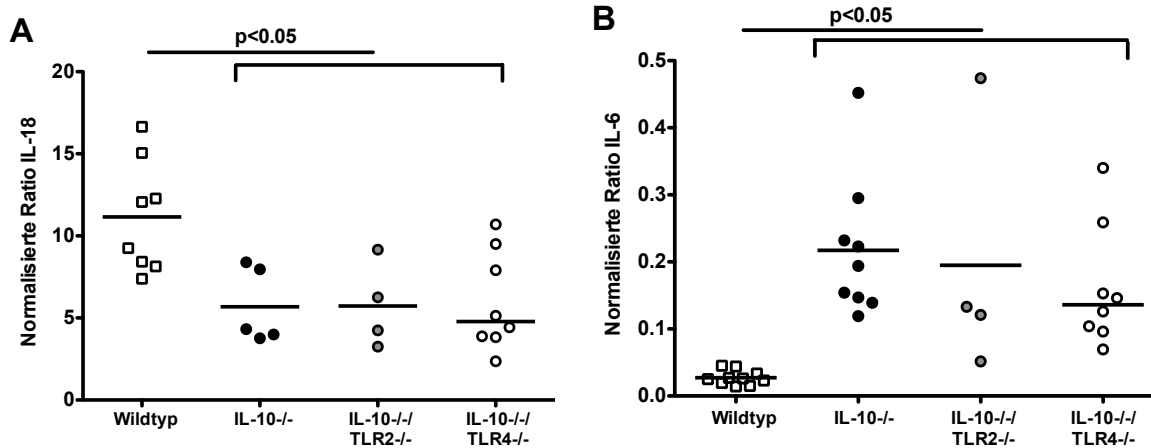 A
p<0.05
Normalisierte Ratio IL-18
20
15
10
5
0
Wildtyp
IL-10-/-
IL-10-/-/
TLR2-/-
IL-10-/-/
TLR4-/-
B
p<0.05
Normalisierte Ratio IL-6
0.5
0.4
0.3
0.2
0.1
0.0
Wildtyp
IL-10-/-
IL-10-/-/
TLR2-/-
IL-10-/-/
TLR4-/-